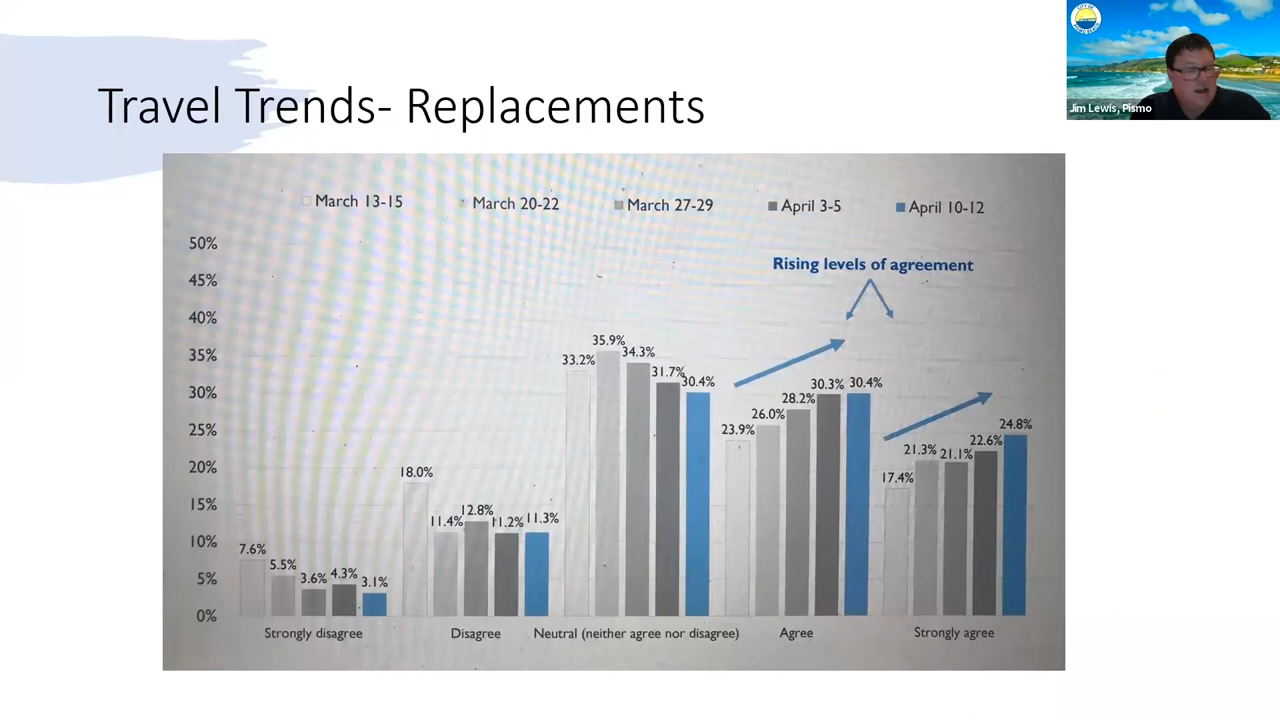 CITY OF
PISMO BEACH
Jim Lewis, Pismo
Travel Trends- Replacements
March 13-15 March 20-22 March 27-29 April 3-5 April 10-12
50%
45%
40%
35%
30%
25%
20%
15%
10%
5%
0%
Rising levels of agreement
7.6% 5.5% 3.6% 4.3% 3.1%
18.0% 11.4% 12.8% 11.2% 11.3%
33.2% 35.9% 34.3% 31.7% 30.4%
23.9% 26.0% 28.2% 30.3% 30.4%
17.4% 21.3% 21.1% 22.6% 24.8%
Strongly disagree Disagree Neutral (neither agree nor disagree) Agree Strongly agree